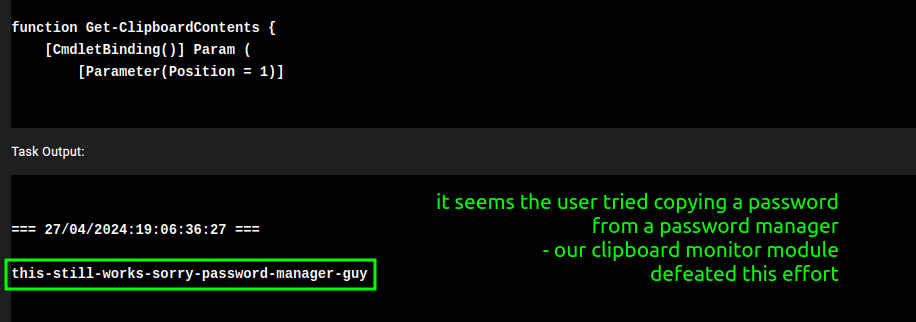 function Get-ClipboardContents {
[CmdletBinding()] Param (
[Parameter(Position = 1)]
Task Output:
it seems the user tried copying a password
from a password manager
=== 27/04/2024:19:06:36:27 ===
- our clipboard monitor module
defeated this effort
this-still-works-sorry-password-manager-guy